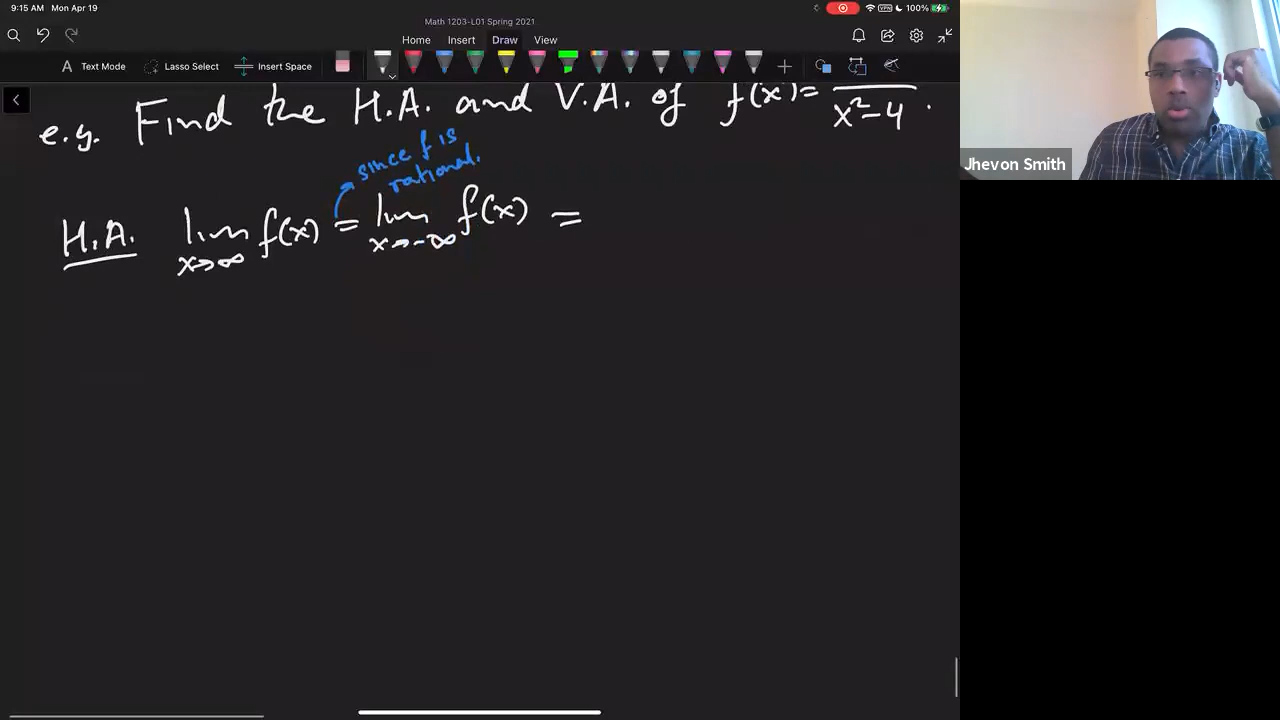 9:15 AM Mon Apr 19
VPN 100%
Math 1203-L01 Spring 2021
Home Insert Draw View
A Text Mode Lasso Select Insert Space
e.g. Find the H.A. and V.A. of f(x) = / x²-4.
since f is
rational.
H.A. lim x→∞ f(x) = lim x→-∞ f(x) =
Jhevon Smith